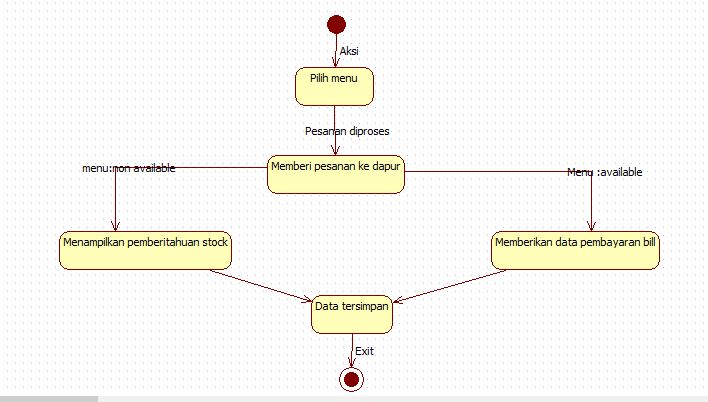 Aksi
Pilih menu
Pesanan diproses
Memberi pesanan ke dapur
menu:non available
Menu :available
Menampilkan pemberitahuan stock
Memberikan data pembayaran bill
Data tersimpan
Exit